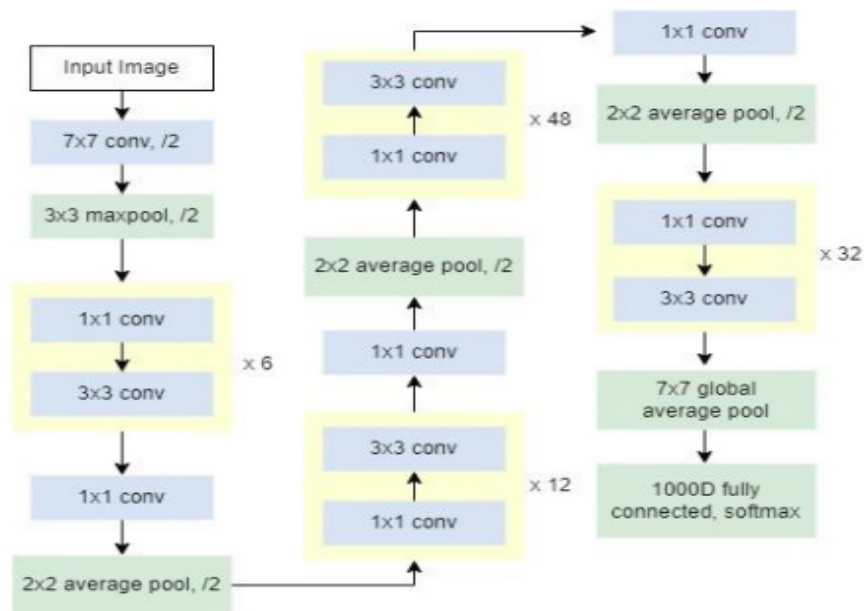 Input Image
7x7 conv, /2
3x3 maxpool, /2
1x1 conv
3x3 conv
x 6
1x1 conv
2x2 average pool, /2
1x1 conv
3x3 conv
x 12
1x1 conv
2x2 average pool, /2
1x1 conv
3x3 conv
x 48
1x1 conv
2x2 average pool, /2
1x1 conv
3x3 conv
x 32
7x7 global
average pool
1000D fully
connected, softmax